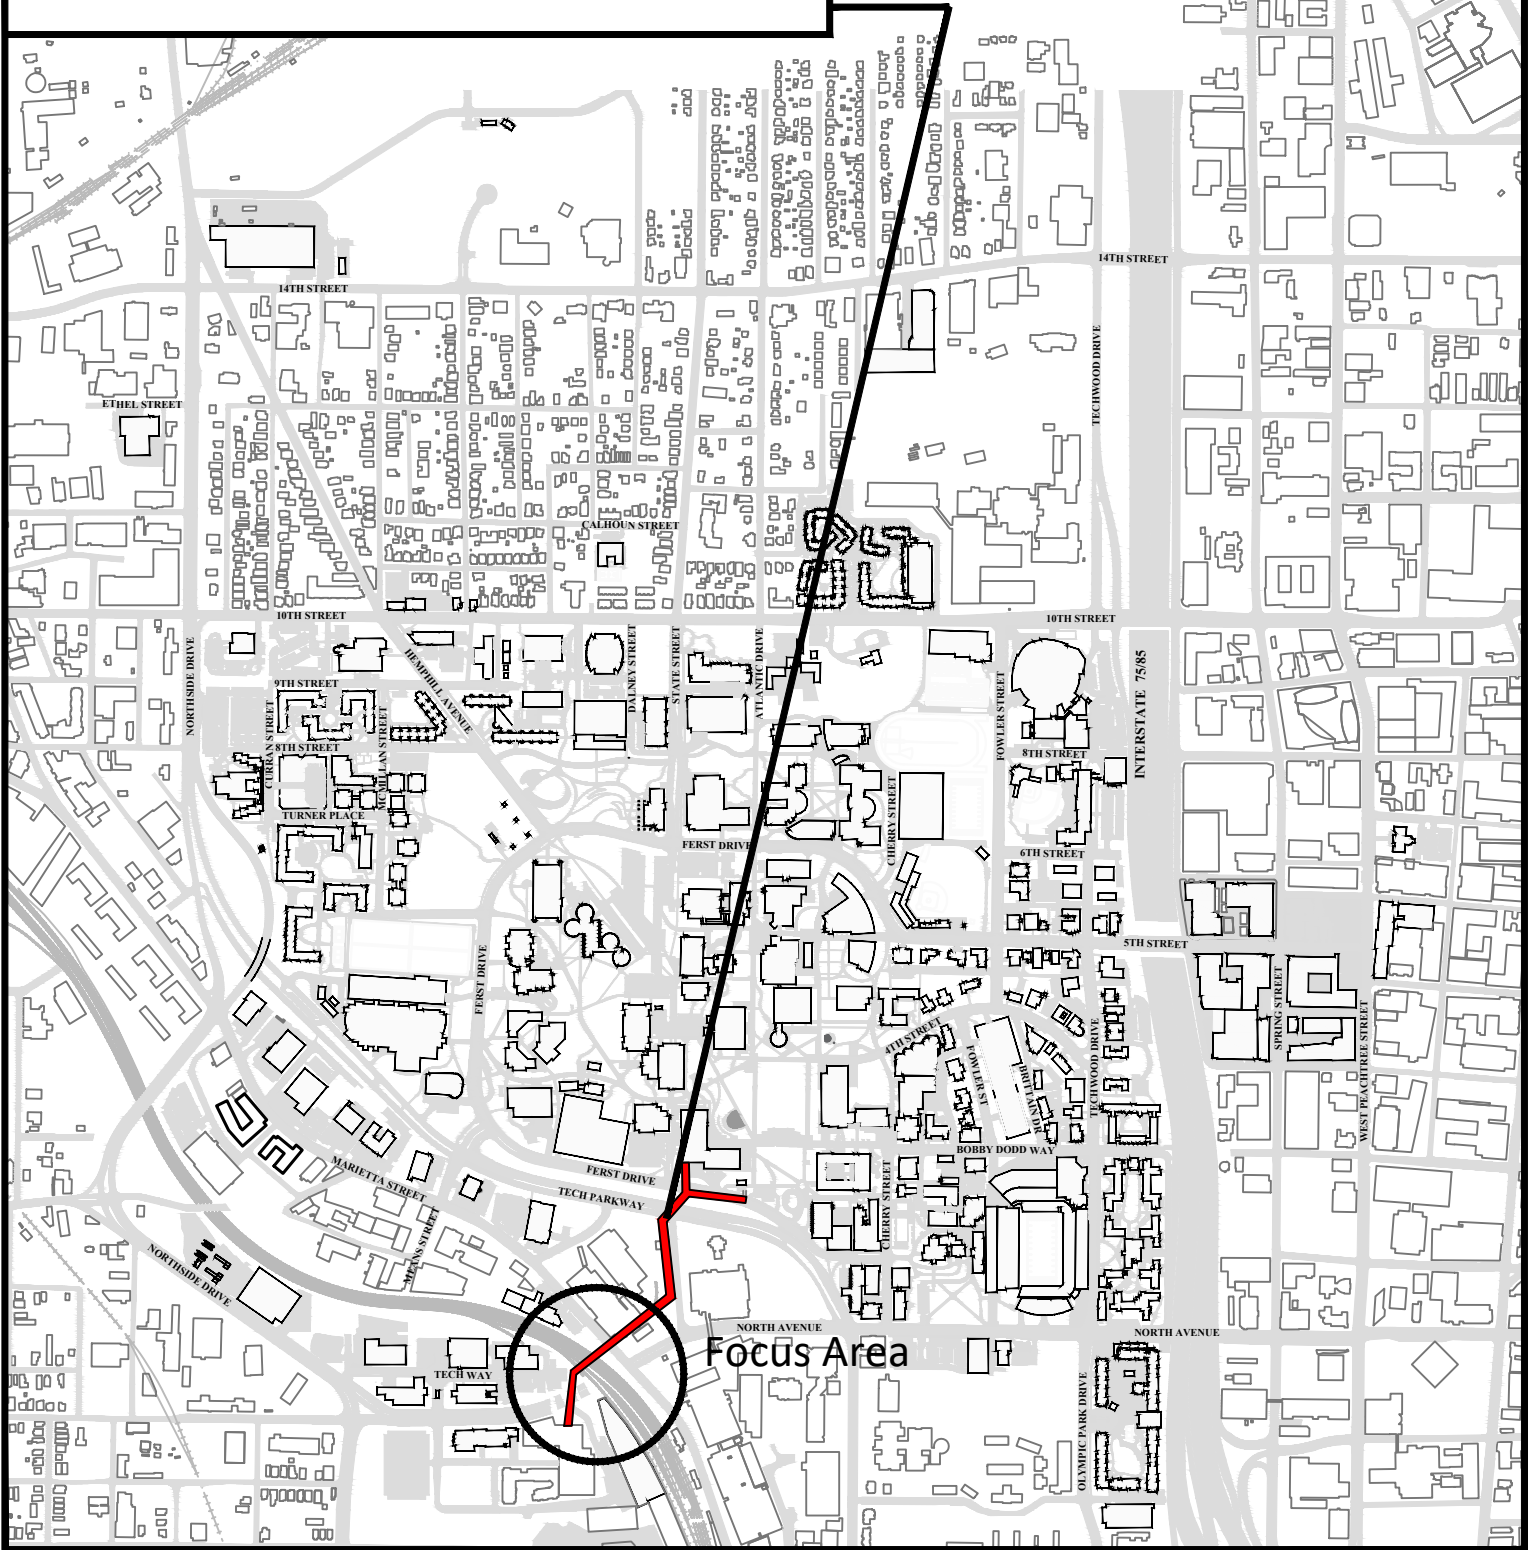 14TH STREET
14TH STREET
TECHWOOD DRIVE
ETHEL STREET
CALHOUN STREET
10TH STREET
10TH STREET
NORTHSIDE DRIVE
HEMPHILL AVENUE
DALNEY STREET
STATE STREET
ATLANTIC DRIVE
FOWLER STREET
INTERSTATE 75/85
9TH STREET
CURRAN STREET
MCMILLAN STREET
8TH STREET
8TH STREET
TURNER PLACE
CHERRY STREET
FERST DRIVE
6TH STREET
5TH STREET
FERST DRIVE
SPRING STREET
WEST PEACHTREE STREET
4TH STREET
FOWLER ST
BRITTAIN DR
TECHWOOD DRIVE
BOBBY DODD WAY
MARIETTA STREET
FERST DRIVE
TECH PARKWAY
CHERRY STREET
MEANS STREET
NORTHSIDE DRIVE
NORTH AVENUE
NORTH AVENUE
Focus Area
TECH WAY
OLYMPIC PARK DRIVE